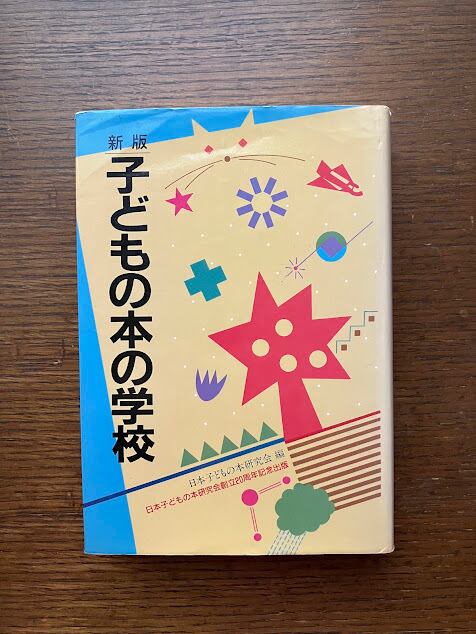 新版
子どもの本の学校
日本子どもの本研究会 編
日本子どもの本研究会創立20周年記念出版